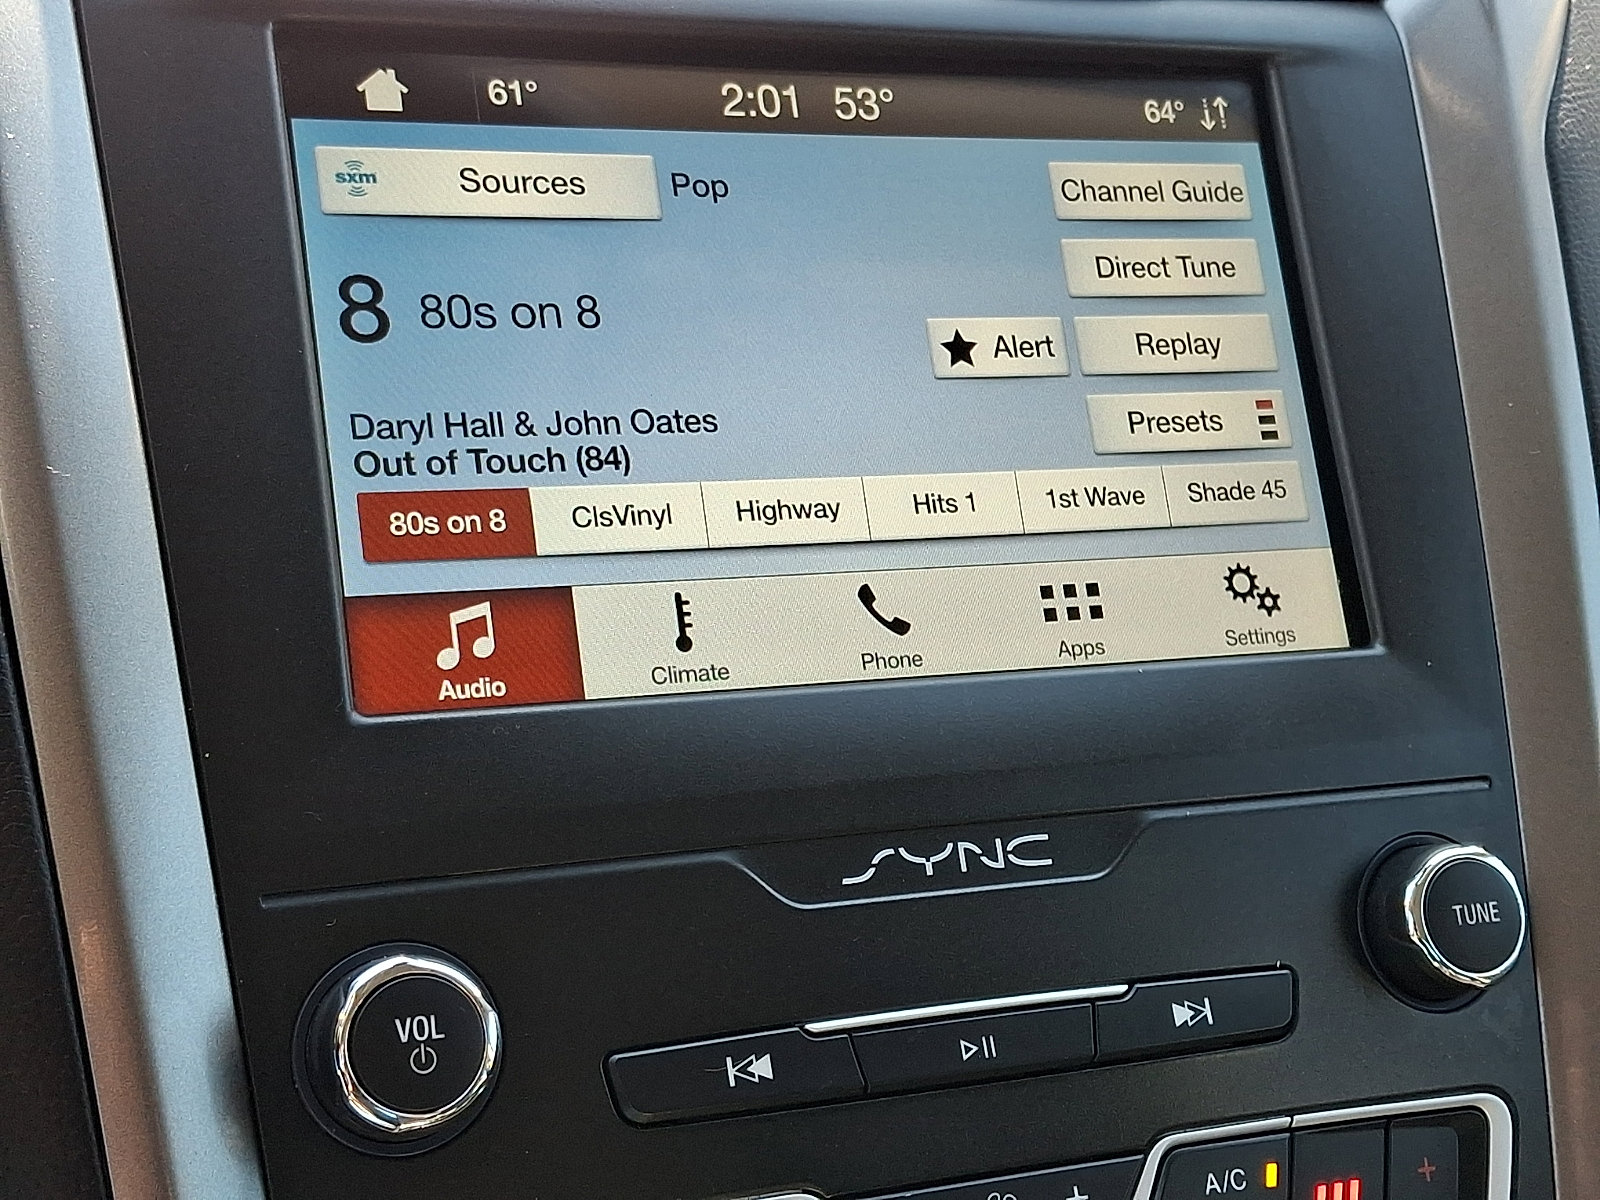 61° 2:01 53° 64°
sxm Sources Pop Channel Guide
Direct Tune
8 80s on 8
Alert Replay
Daryl Hall & John Oates
Presets
Out of Touch (84)
80s on 8 ClsVinyl Highway Hits 1 1st Wave Shade 45
Audio Climate Phone Apps Settings
SYNC
TUNE
VOL
A/C
+ +